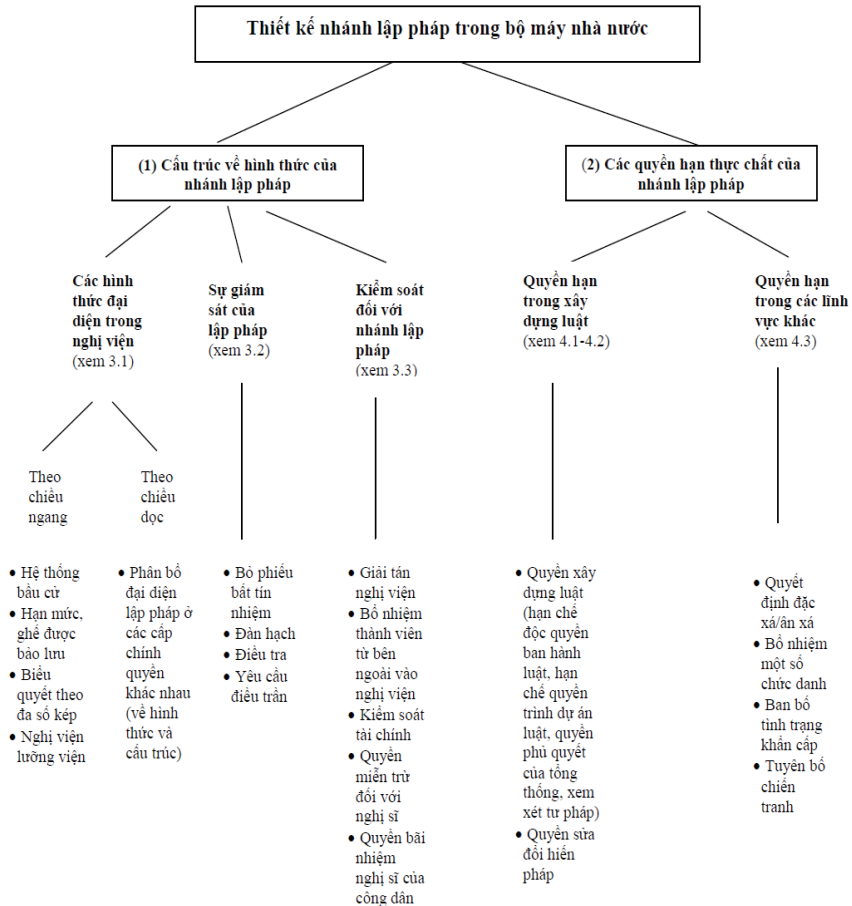 Thiết kế nhánh lập pháp trong bộ máy nhà nước
(1) Cấu trúc về hình thức của
nhánh lập pháp
(2) Các quyền hạn thực chất của
nhánh lập pháp
Các hình
thức đại
diện trong
nghị viện
(xem 3.1)
Sự giám
sát của
lập pháp
(xem 3.2)
Kiểm soát
đối với
nhánh lập
pháp
(xem 3.3)
Quyền hạn
trong xây
dựng luật
(xem 4.1-4.2)
Quyền hạn
trong các lĩnh
vực khác
(xem 4.3)
Theo
chiều
ngang
Theo
chiều
dọc
• Hệ thống
bầu cử
• Hạn mức,
ghế được
bảo lưu
• Biểu
quyết theo
đa số kép
• Nghị viện
lưỡng viện
• Phân bổ
đại diện
lập pháp ở
các cấp
chính
quyền
khác nhau
(về hình
thức và
cấu trúc)
• Bỏ phiếu
bất tín
nhiệm
• Đàn hạch
• Điều tra
• Yêu cầu
điều trần
• Giải tán
nghị viện
• Bổ nhiệm
thành viên
từ bên
ngoài vào
nghị viện
• Kiểm soát
tài chính
• Quyền
miễn trừ
đối với
nghị sĩ
• Quyền bãi
nhiệm
nghị sĩ của
công dân
• Quyền xây
dựng luật
(hạn chế
độc quyền
ban hành
luật, hạn
chế quyền
trình dự án
luật, quyền
phủ quyết
của tổng
thống, xem
xét tư pháp)
• Quyền sửa
đổi hiến
pháp
• Quyết
định đặc
xá/ân xá
• Bổ nhiệm
một số
chức danh
• Ban bố
tình trạng
khẩn cấp
• Tuyên bố
chiến
tranh